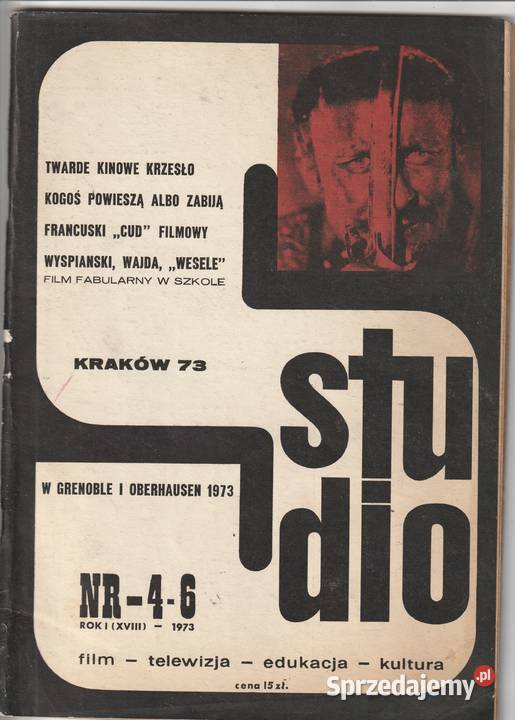 TWARDE KINOWE KRZESŁO
KOGOŚ POWIESZĄ ALBO ZABIJĄ
FRANCUSKI „CUD” FILMOWY
WYSPIAŃSKI, WAJDA, „WESELE”
FILM FABULARNY W SZKOLE
KRAKÓW 73
stu
dio
W GRENOBLE I OBERHAUSEN 1973
NR-4-6
ROK I (XVIII) – 1973
film – telewizja – edukacja – kultura
cena 15 zł.
Sprzedajemy.pl